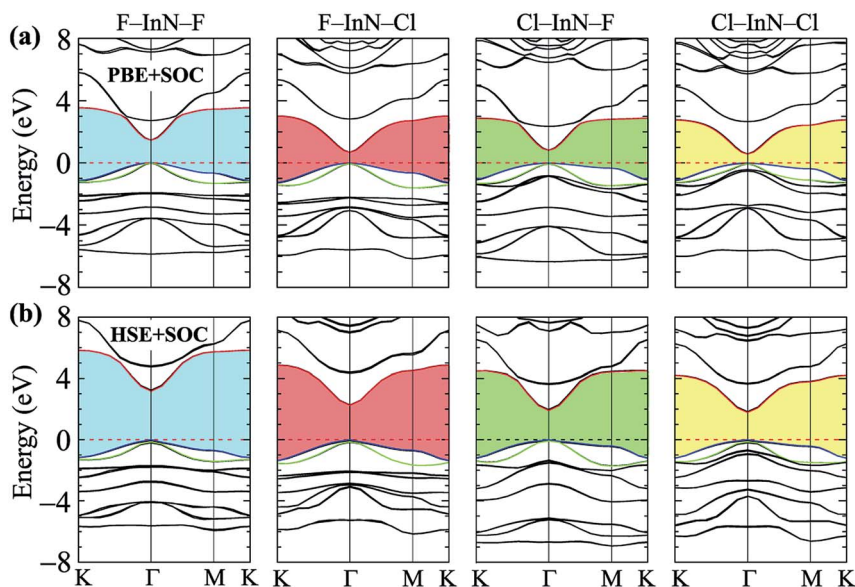 F–InN–F F–InN–Cl Cl–InN–F Cl–InN–Cl
(a)
8
PBE+SOC
4
Energy (eV)
0
−4
−8
(b)
8
HSE+SOC
4
Energy (eV)
0
−4
−8
K Γ M K Γ M K Γ M K Γ M K